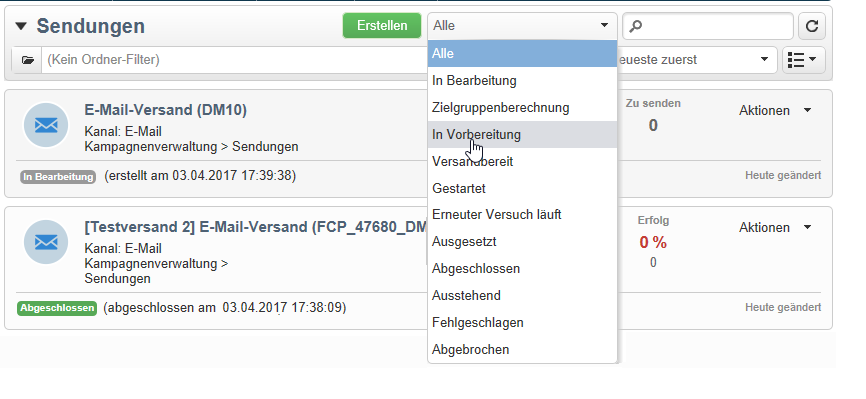 Sendungen
Erstellen
Alle
(Kein Ordner-Filter)
eueste zuerst
Alle
In Bearbeitung
Zielgruppenberechnung
In Vorbereitung
Versandbereit
Gestartet
Erneuter Versuch läuft
Ausgesetzt
Abgeschlossen
Ausstehend
Fehlgeschlagen
Abgebrochen
E-Mail-Versand (DM10)
Kanal: E-Mail
Kampagnenverwaltung > Sendungen
Zu senden
0
Aktionen
In Bearbeitung (erstellt am 03.04.2017 17:39:38)
Heute geändert
[Testversand 2] E-Mail-Versand (FCP_47680_DM
Kanal: E-Mail
Kampagnenverwaltung >
Sendungen
Erfolg
0 %
0
Aktionen
Abgeschlossen (abgeschlossen am 03.04.2017 17:38:09)
Heute geändert